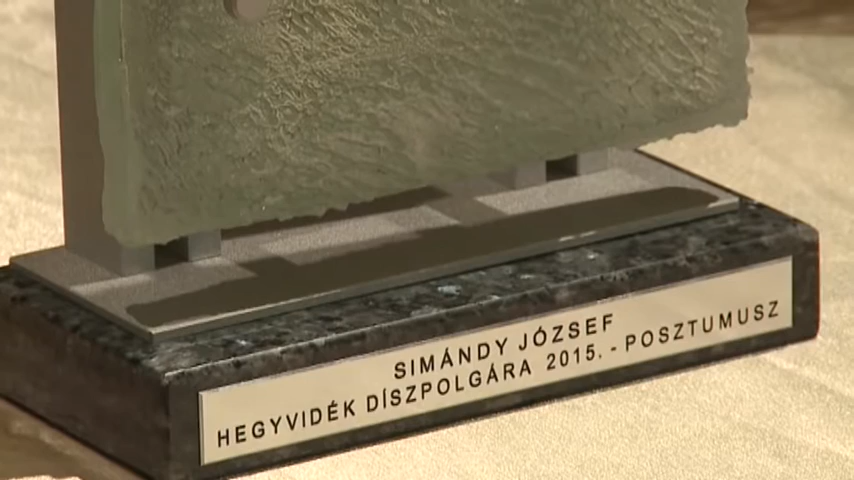 SIMÁNDY JÓZSEF
HEGYVIDÉK DÍSZPOLGÁRA 2015. - POSZTUMUSZ